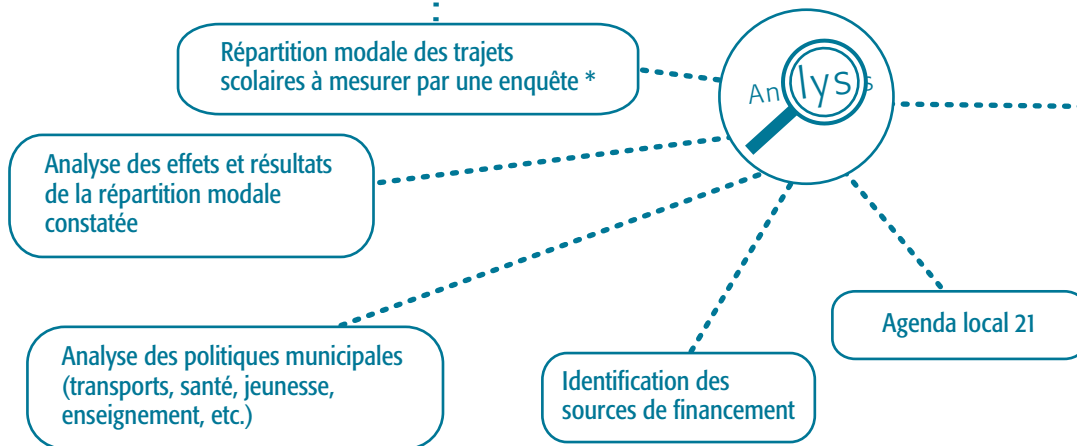 Répartition modale des trajets
scolaires à mesurer par une enquête *
An lys s
Analyse des effets et résultats
de la répartition modale
constatée
Analyse des politiques municipales
(transports, santé, jeunesse,
enseignement, etc.)
Identification des
sources de financement
Agenda local 21